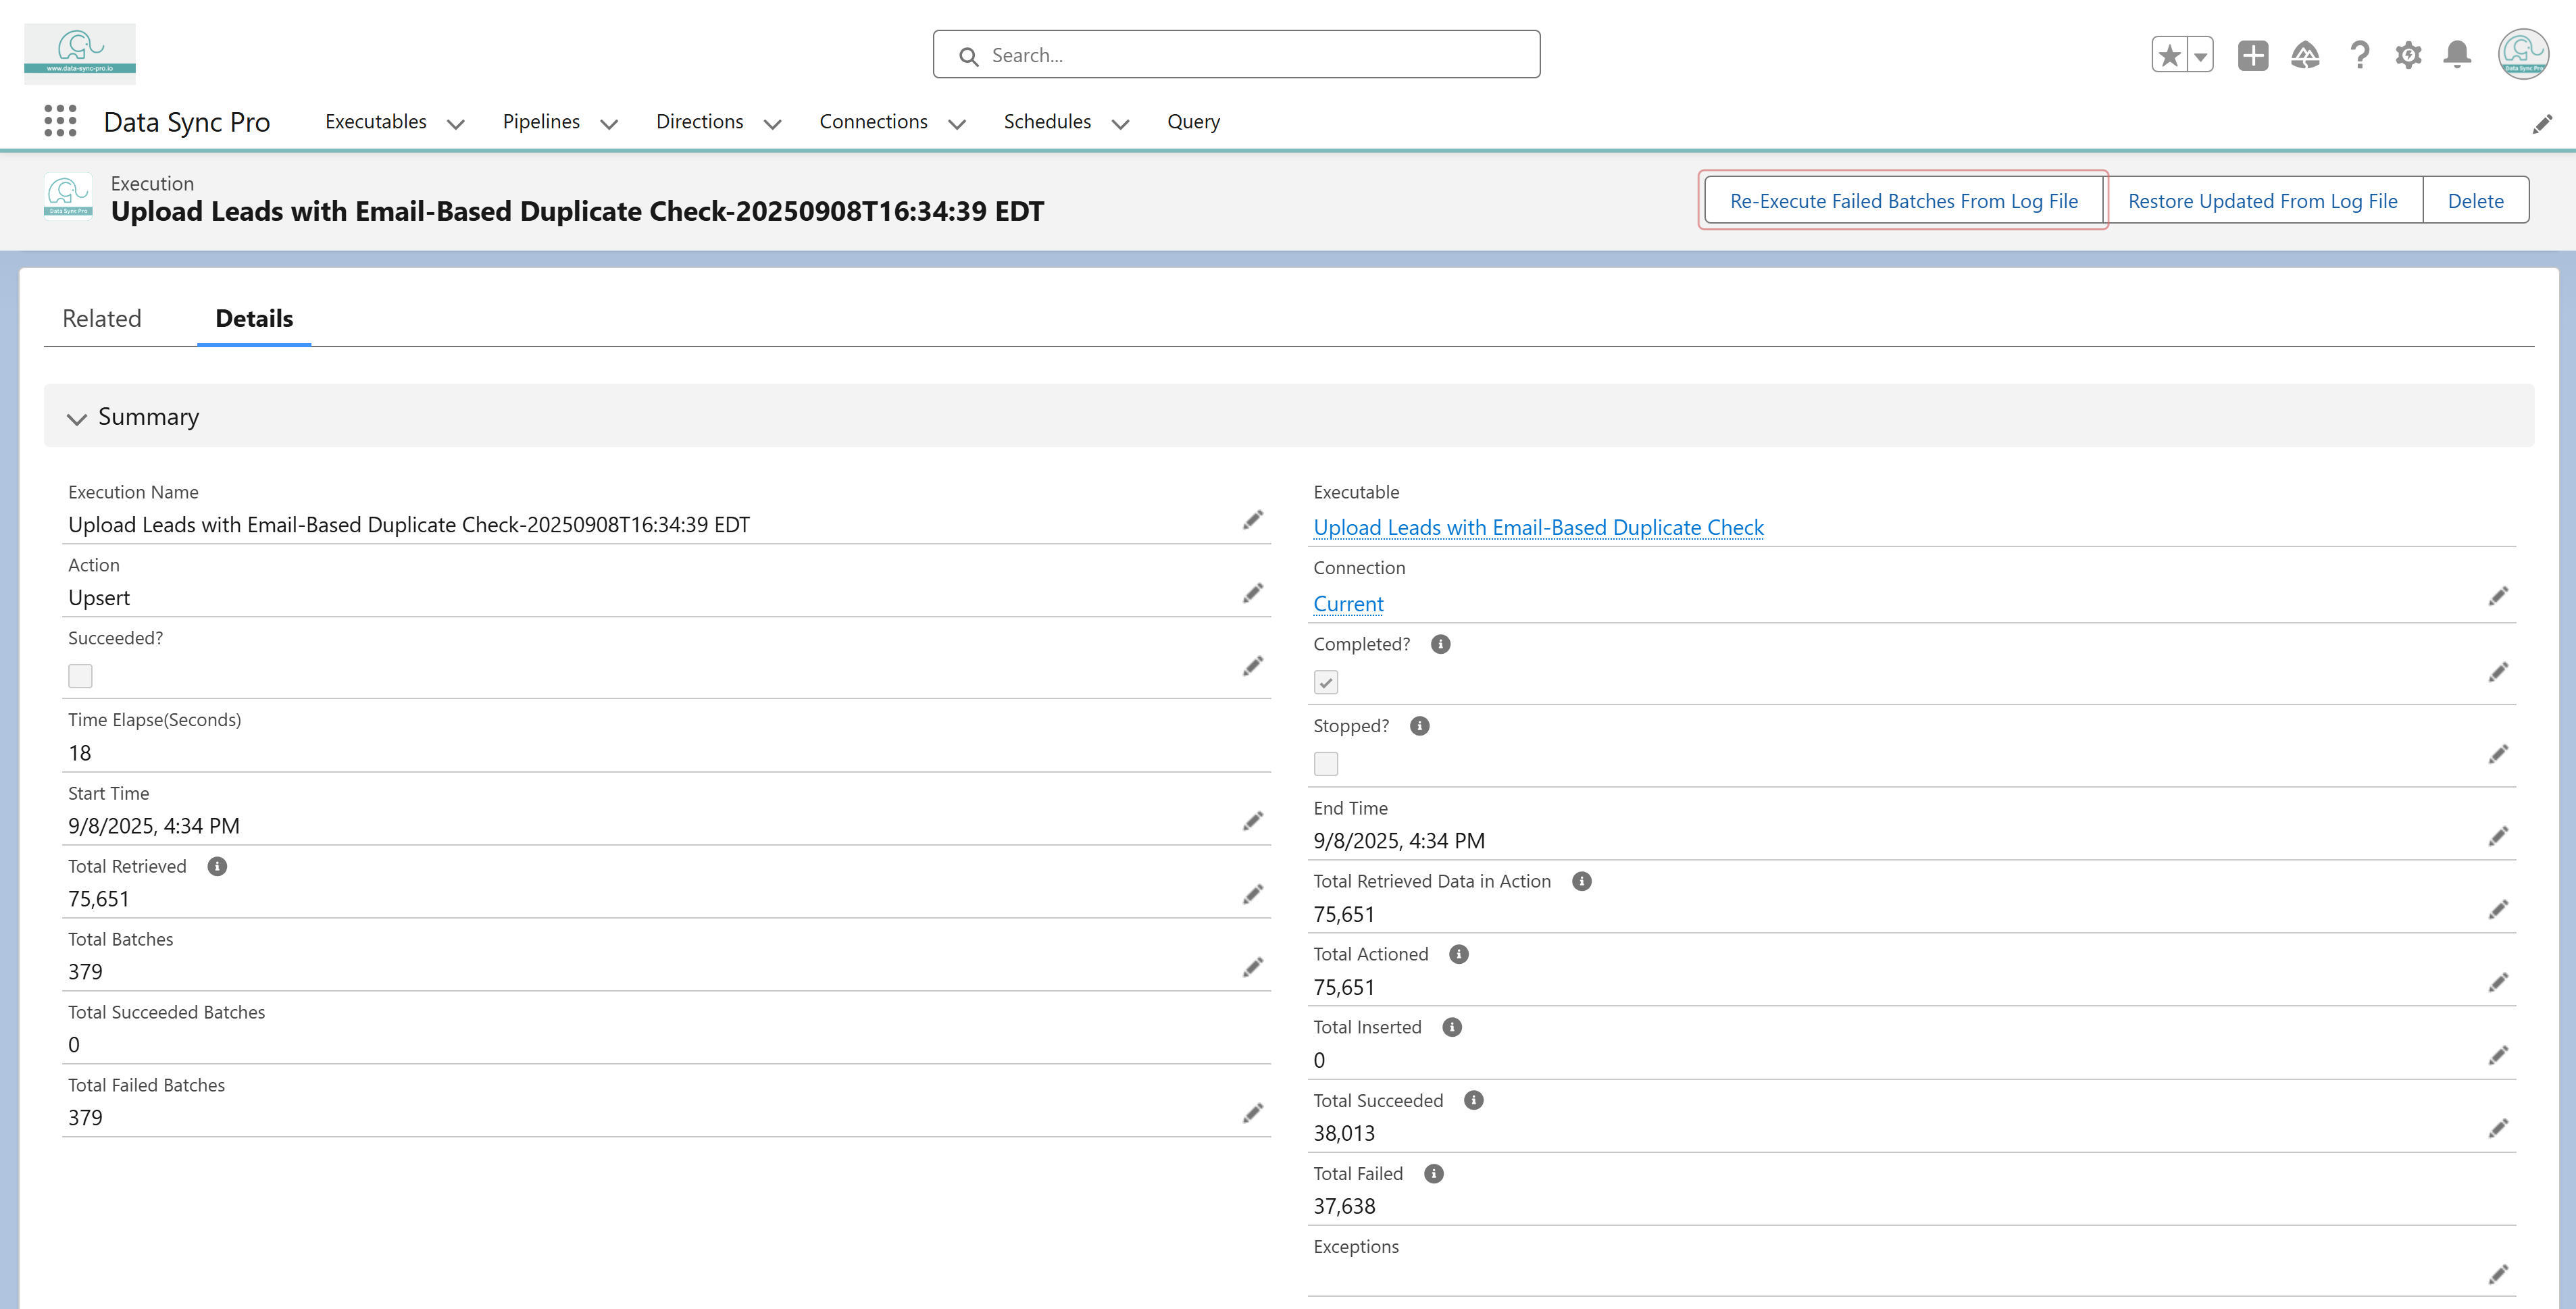 www.data-sync-pro.io
Search...
Data Sync Pro
Data Sync Pro
Executables
Pipelines
Directions
Connections
Schedules
Query
Data Sync Pro
Execution
Upload Leads with Email-Based Duplicate Check-20250908T16:34:39 EDT
Re-Execute Failed Batches From Log File
Restore Updated From Log File
Delete
Related
Details
Summary
Execution Name
Upload Leads with Email-Based Duplicate Check-20250908T16:34:39 EDT
Action
Upsert
Succeeded?
Time Elapse(Seconds)
18
Start Time
9/8/2025, 4:34 PM
Total Retrieved
75,651
Total Batches
379
Total Succeeded Batches
0
Total Failed Batches
379
Executable
Upload Leads with Email-Based Duplicate Check
Connection
Current
Completed?
Stopped?
End Time
9/8/2025, 4:34 PM
Total Retrieved Data in Action
75,651
Total Actioned
75,651
Total Inserted
0
Total Succeeded
38,013
Total Failed
37,638
Exceptions